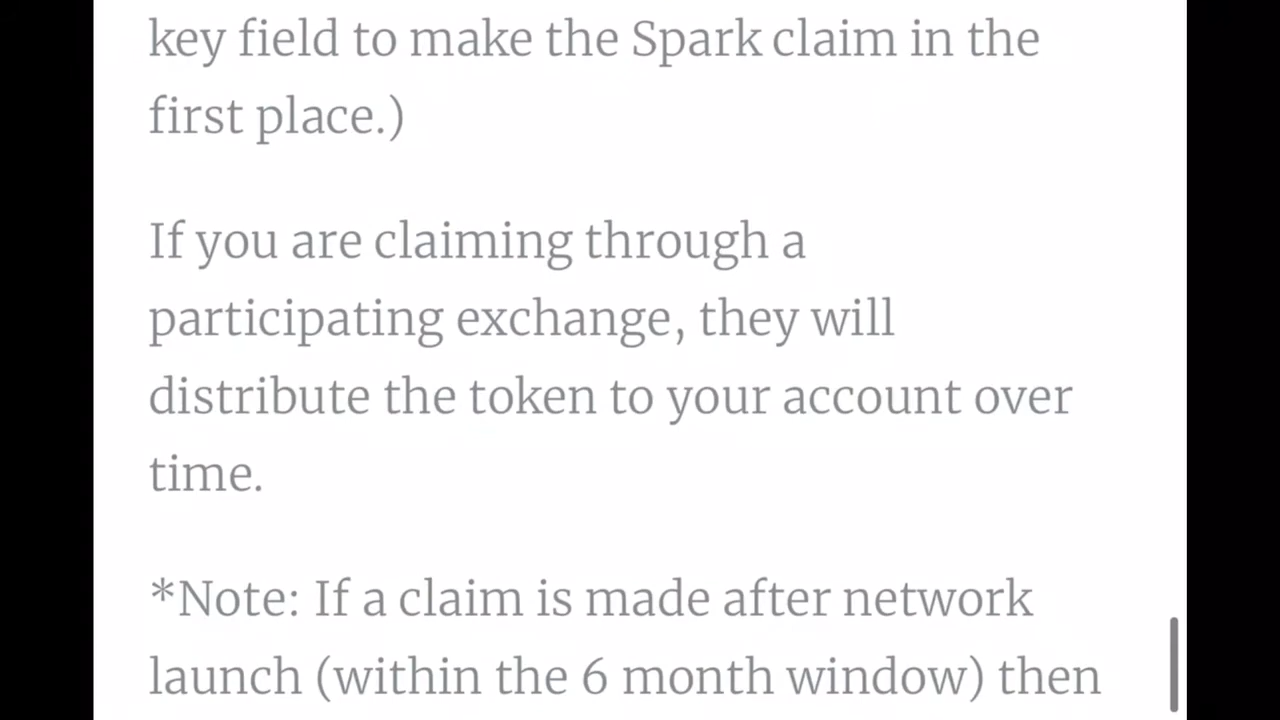 key field to make the Spark claim in the
first place.)
If you are claiming through a
participating exchange, they will
distribute the token to your account over
time.
*Note: If a claim is made after network
launch (within the 6 month window) then